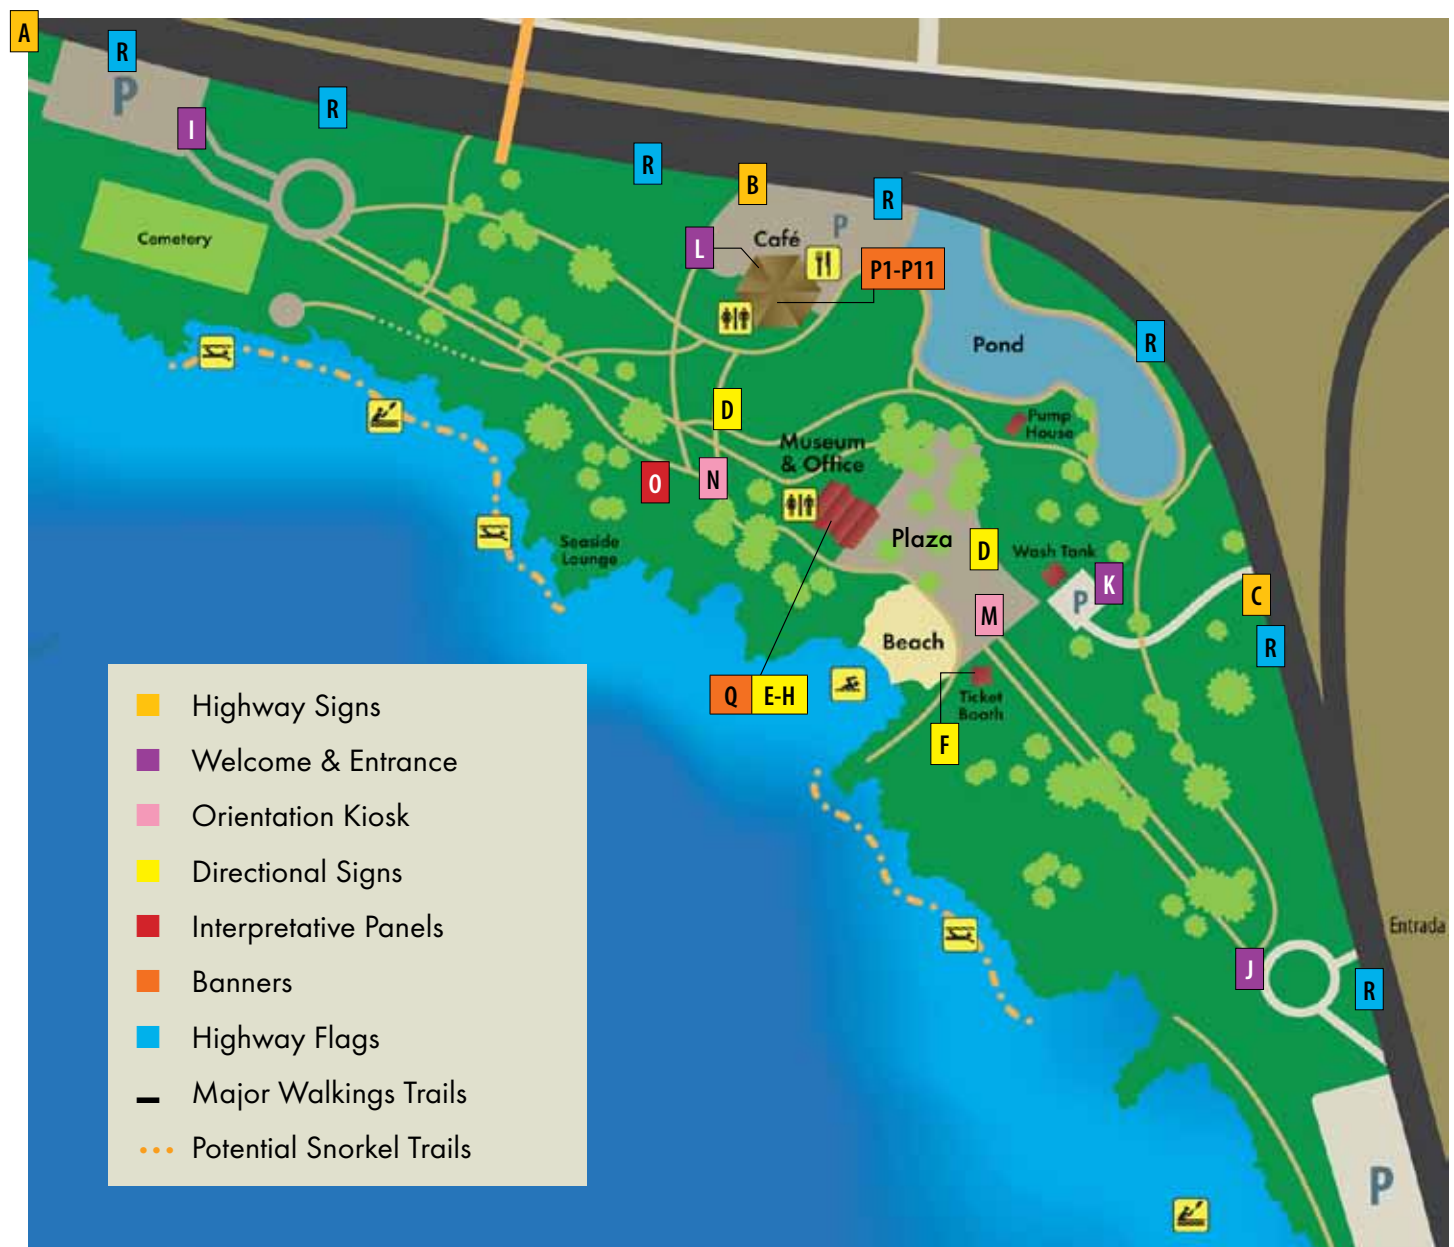 A
R
P
I
R
R
B
R
P
L
Café
P1-P11
Cemetery
R
Pond
D
Pump
House
Museum
& Office
N
O
Plaza
D
Seaside
Lounge
Wash Tank
K
P
C
M
R
Beach
Q
E-H
Ticket
Booth
F
Entrada
J
R
P
Highway Signs
Welcome & Entrance
Orientation Kiosk
Directional Signs
Interpretative Panels
Banners
Highway Flags
Major Walkings Trails
Potential Snorkel Trails